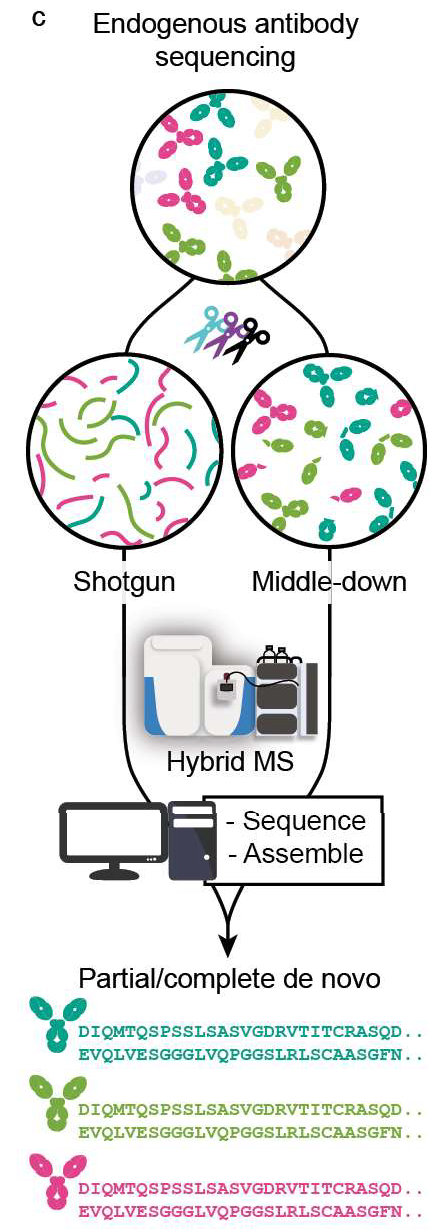 c
Endogenous antibody
sequencing
Shotgun
Middle-down
Hybrid MS
- Sequence
- Assemble
Partial/complete de novo
DIQMTQSPSSLSASVGDRVTITCRASQD..
EVQLVESGGGLVQPGGSLRLSCAASGFN..
DIQMTQSPSSLSASVGDRVTITCRASQD..
EVQLVESGGGLVQPGGSLRLSCAASGFN..
DIQMTQSPSSLSASVGDRVTITCRASQD..
EVQLVESGGGLVQPGGSLRLSCAASGFN..